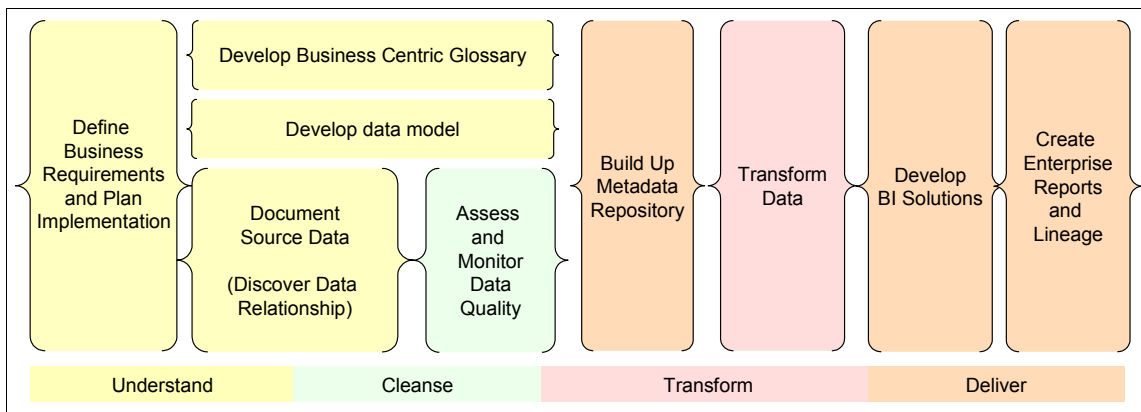 Define
Business
Requirements
and Plan
Implementation
Develop Business Centric Glossary
Develop data model
Document
Source Data
(Discover Data
Relationship)
Assess
and
Monitor
Data
Quality
Build Up
Metadata
Repository
Transform
Data
Develop
BI Solutions
Create
Enterprise
Reports
and
Lineage
Understand
Cleanse
Transform
Deliver